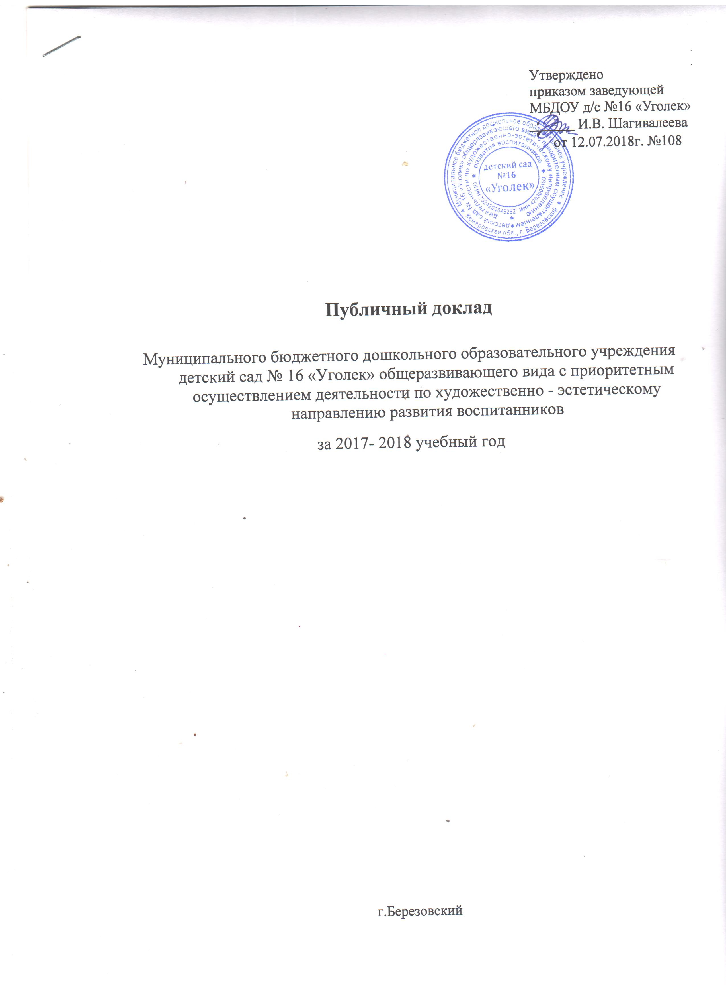 Утверждено
приказом заведующей
МБДОУ д/с №16 «Уголек»
И.В. Шагивалеева
от 12.07.2018г. №108
Муниципальное бюджетное дошкольное образовательное учреждение
Кемеровская обл., г. Березовский
детский сад № 16 «Уголек» общеразвивающего вида с приоритетным осуществлением
деятельности по художественно-эстетическому направлению
развития воспитанников
ИНН 4203005153
детский сад
№16
«Уголек»
Публичный доклад
Муниципального бюджетного дошкольного образовательного учреждения
детский сад № 16 «Уголек» общеразвивающего вида с приоритетным
осуществлением деятельности по художественно - эстетическому
направлению развития воспитанников
за 2017- 2018 учебный год
г.Березовский